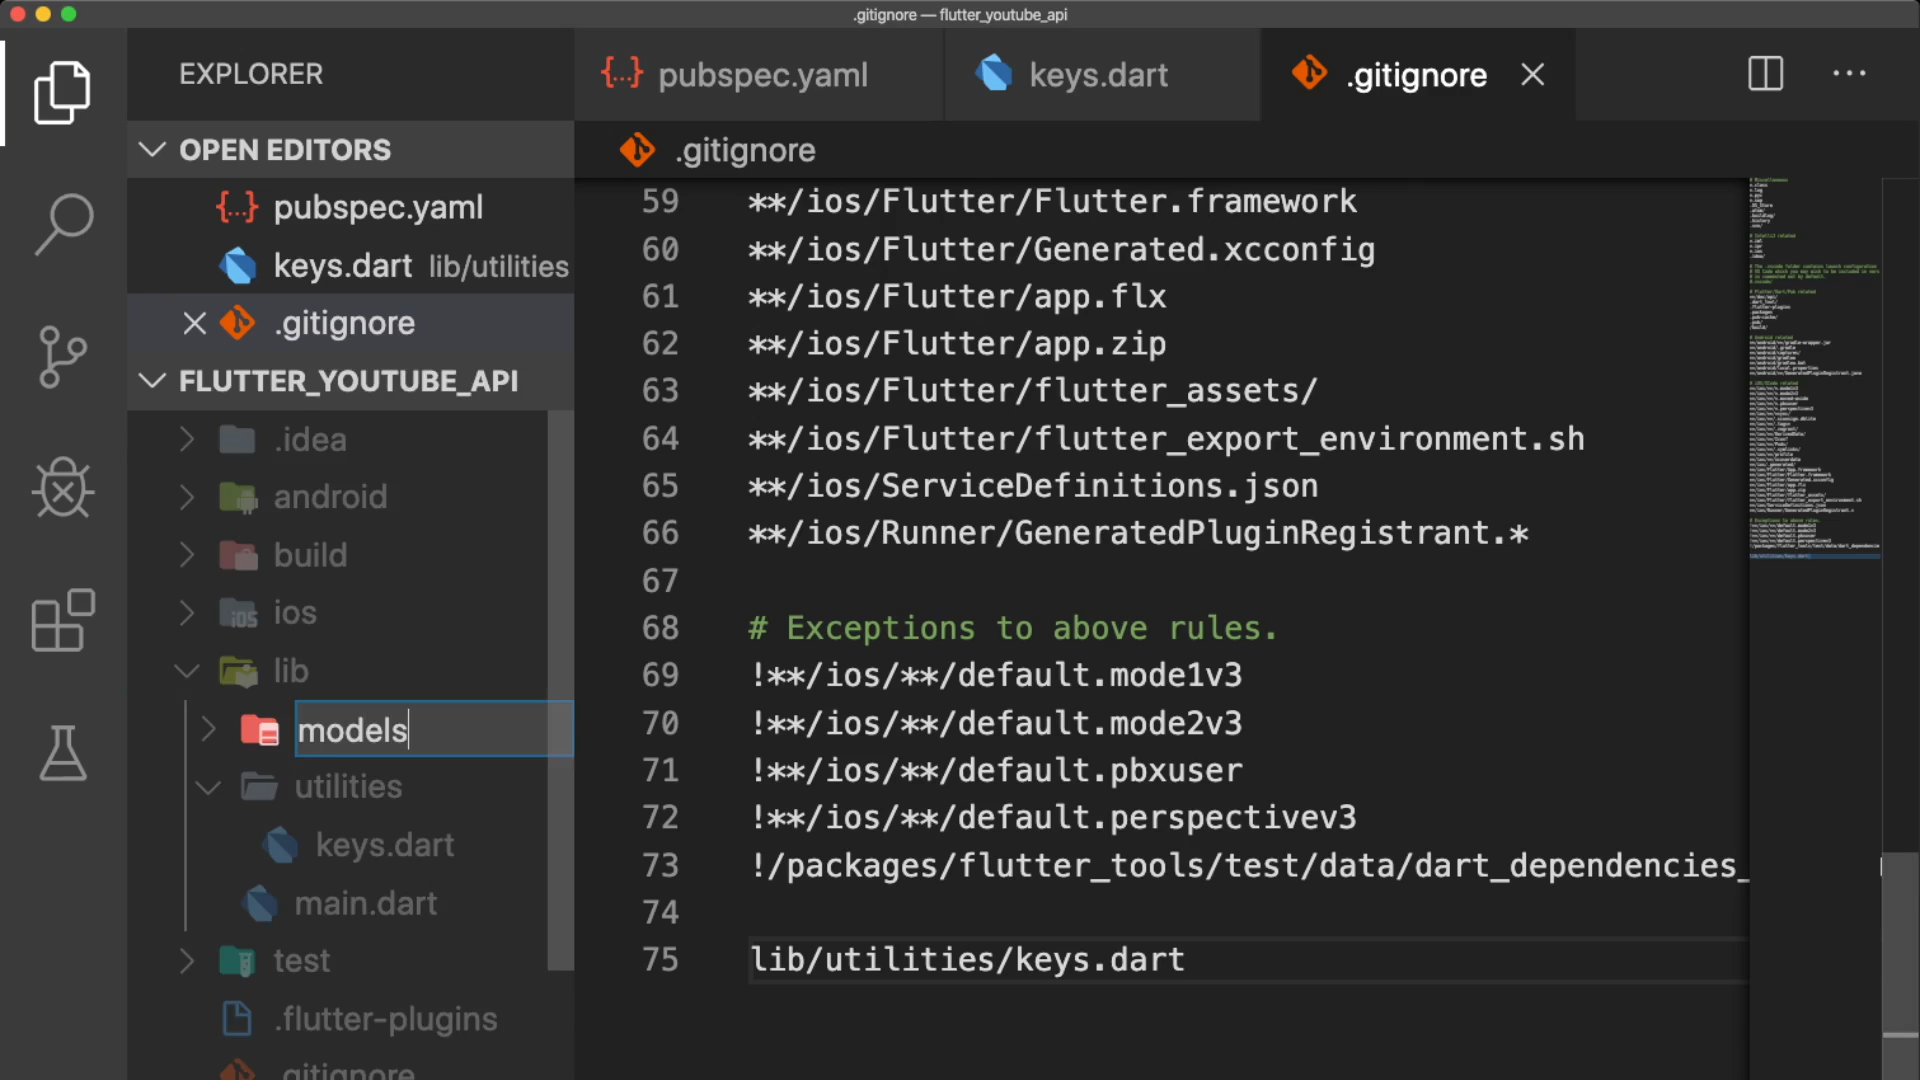 .gitignore — flutter_youtube_api
EXPLORER
OPEN EDITORS
pubspec.yaml
keys.dart lib/utilities
.gitignore
FLUTTER_YOUTUBE_API
.idea
android
build
ios
lib
models
utilities
keys.dart
main.dart
test
.flutter-plugins
.gitignore
pubspec.yaml
keys.dart
.gitignore
.gitignore
59 **/ios/Flutter/Flutter.framework
60 **/ios/Flutter/Generated.xcconfig
61 **/ios/Flutter/app.flx
62 **/ios/Flutter/app.zip
63 **/ios/Flutter/flutter_assets/
64 **/ios/Flutter/flutter_export_environment.sh
65 **/ios/ServiceDefinitions.json
66 **/ios/Runner/GeneratedPluginRegistrant.*
67
68 # Exceptions to above rules.
69 !**/ios/**/default.mode1v3
70 !**/ios/**/default.mode2v3
71 !**/ios/**/default.pbxuser
72 !**/ios/**/default.perspectivev3
73 !/packages/flutter_tools/test/data/dart_dependencies_
74
75 lib/utilities/keys.dart